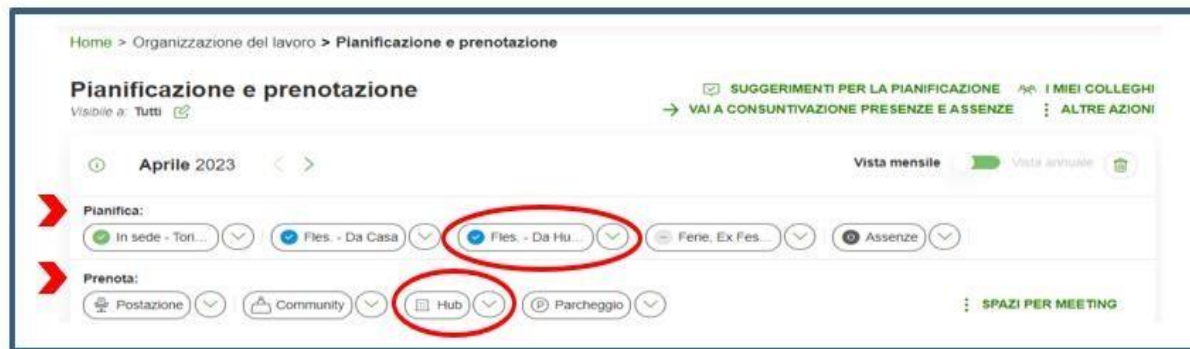 Home > Organizzazione del lavoro > Pianificazione e prenotazione
Pianificazione e prenotazione
Visibile a: Tutti
SUGGERIMENTI PER LA PIANIFICAZIONE I MIEI COLLEGHI
VAI A CONSUNTIVAZIONE PRESENZE E ASSENZE ALTRE AZIONI
Aprile 2023 < > Vista mensile Vista annuale
Pianifica:
In sede - Tori... Fles. - Da Casa Fles. - Da Hu... Ferie, Ex Fes... Assenze
Prenota:
Postazione Community Hub P Parcheggio SPAZI PER MEETING